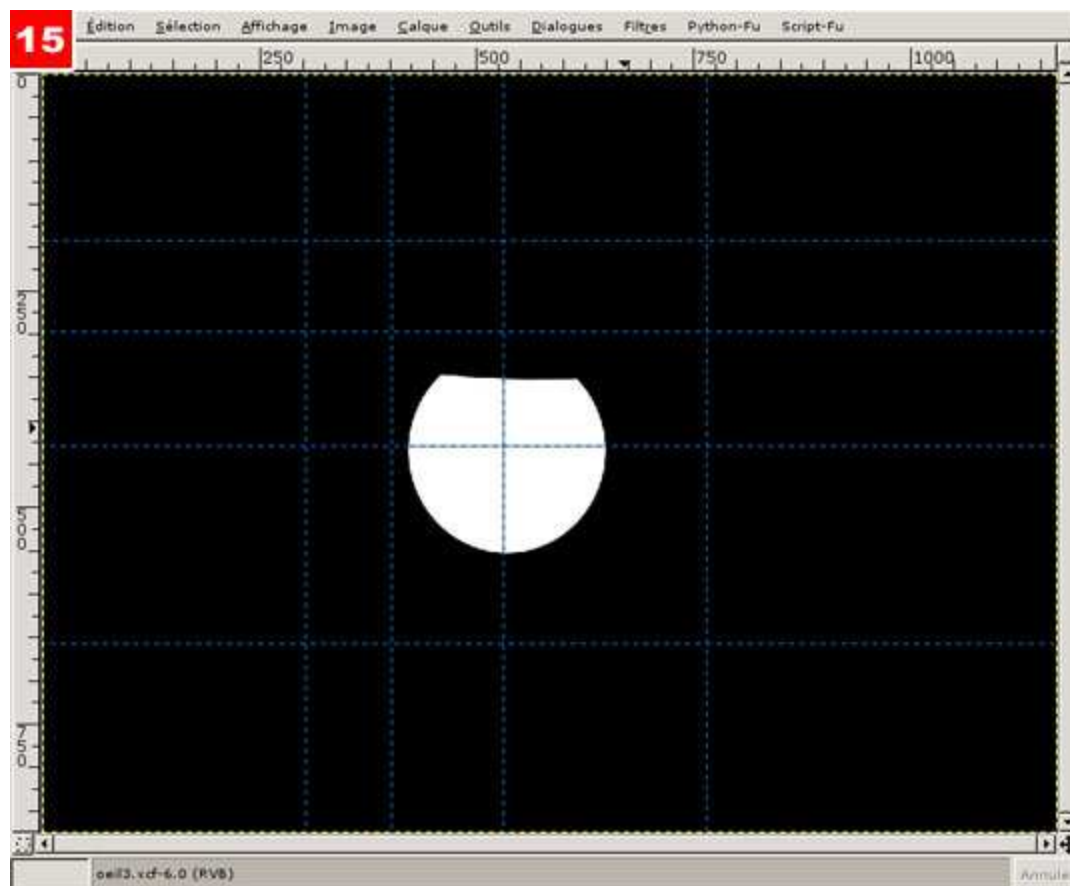 15
Édition Sélection Affichage Image Calque Outils Dialogues Filtres Python-Fu Script-Fu
250 500 750 1000
0
250
500
750
oeil3.xcf-6.0 (RVB) Annule